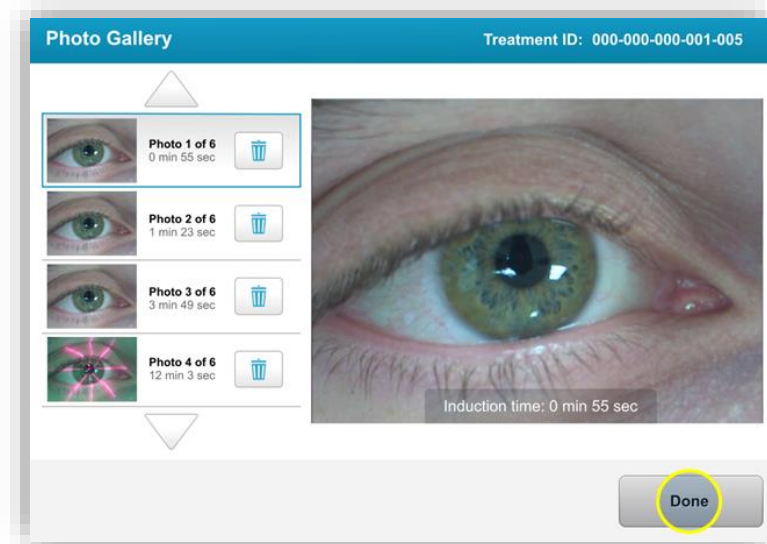 Photo Gallery
Treatment ID: 000-000-000-001-005
Photo 1 of 6
0 min 55 sec
Photo 2 of 6
1 min 23 sec
Photo 3 of 6
3 min 49 sec
Photo 4 of 6
12 min 3 sec
Induction time: 0 min 55 sec
Done